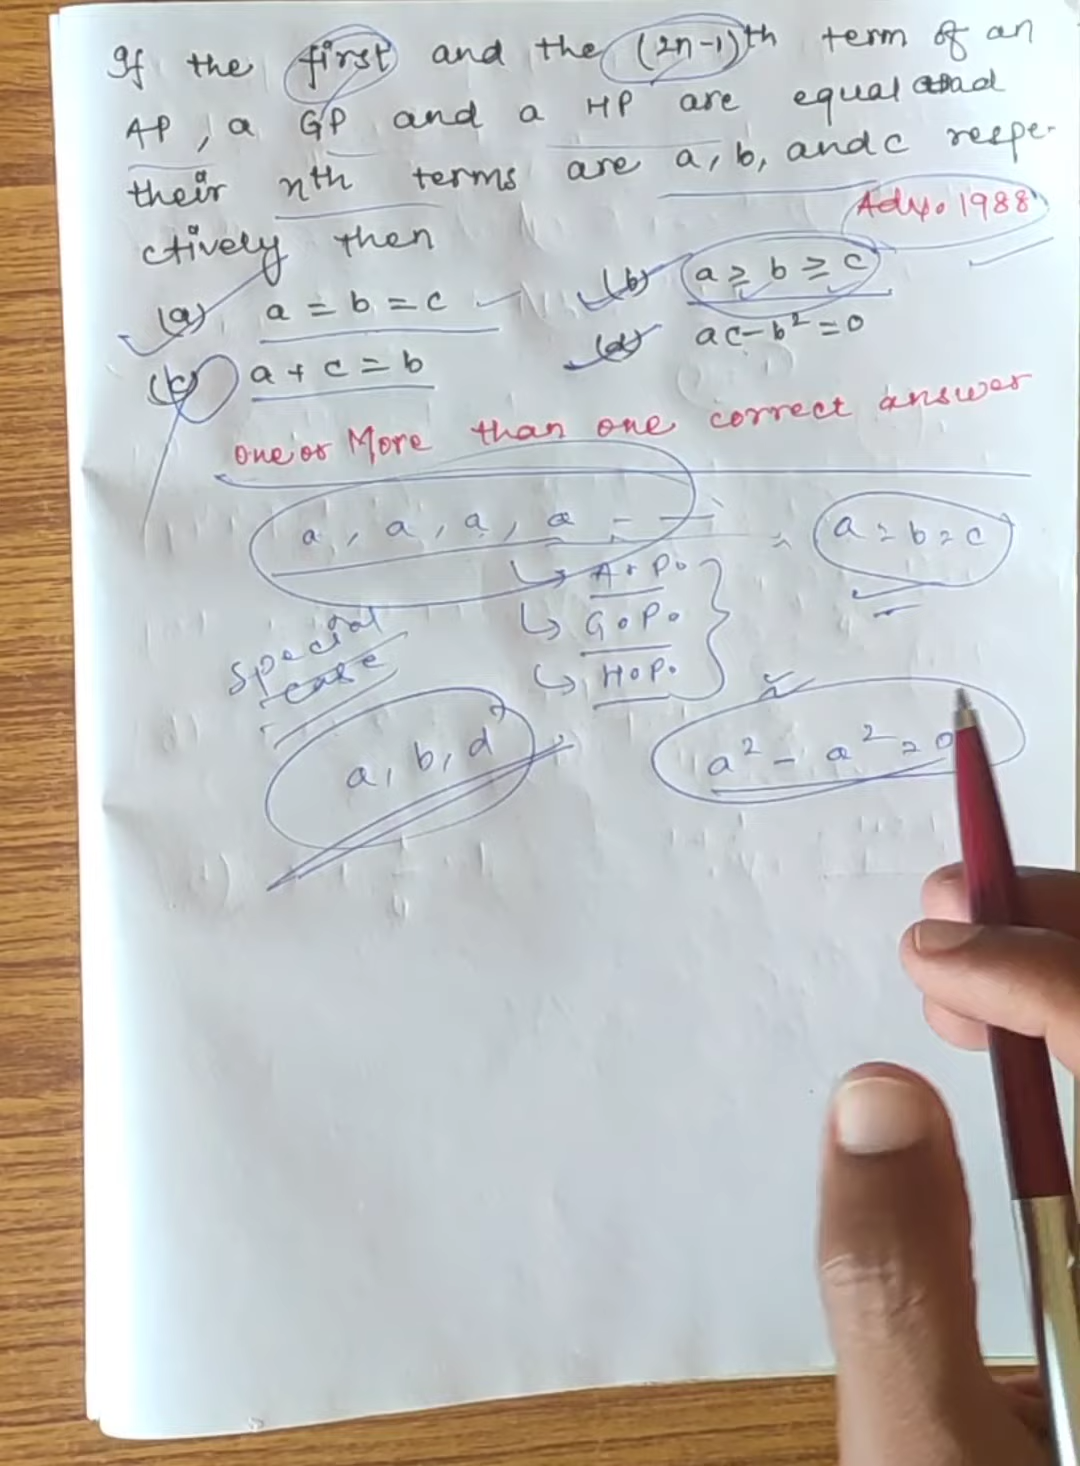 If the first and the (2n-1)th term of an
AP, a GP and a HP are equal and
their nth terms are a, b, and c respe-
ctively then
Adv. 1988
(a) a = b = c (b) a ≥ b ≥ c
(c) a + c = b (d) ac - b² = 0
one or More than one correct answer
a, a, a, a - — a = b = c
A.P.
G.P.
H.P.
special
case
a, b, d a² - a² = 0